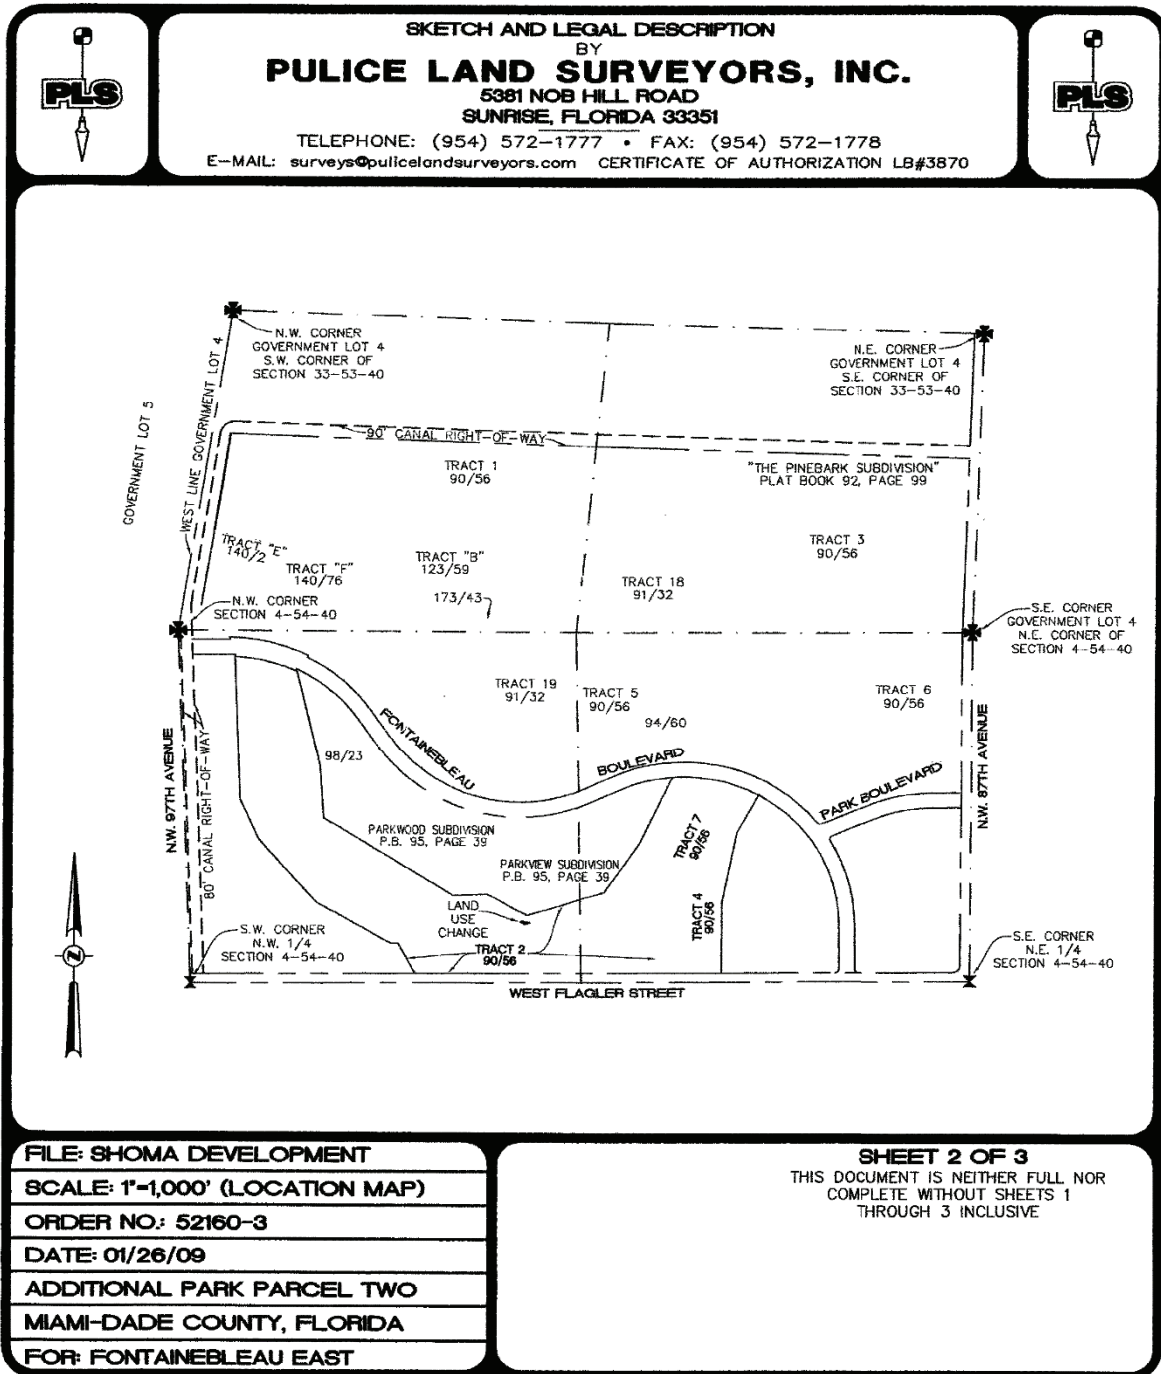 PLS
SKETCH AND LEGAL DESCRIPTION
BY
PULICE LAND SURVEYORS, INC.
5381 NOB HILL ROAD
SUNRISE, FLORIDA 33351
TELEPHONE: (954) 572-1777 • FAX: (954) 572-1778
E-MAIL: surveys@pulicelandsurveyors.com CERTIFICATE OF AUTHORIZATION LB#3870
PLS
N.W. CORNER
GOVERNMENT LOT 4
S.W. CORNER OF
SECTION 33-53-40
N.E. CORNER
GOVERNMENT LOT 4
S.E. CORNER OF
SECTION 33-53-40
GOVERNMENT LOT 5
WEST LINE GOVERNMENT LOT 4
90' CANAL RIGHT-OF-WAY
TRACT 1
90/56
"THE PINEBARK SUBDIVISION"
PLAT BOOK 92, PAGE 99
TRACT "E"
140/2
TRACT "F"
140/76
TRACT "B"
123/59
173/43
TRACT 18
91/32
TRACT 3
90/56
N.W. CORNER
SECTION 4-54-40
S.E. CORNER
GOVERNMENT LOT 4
N.E. CORNER OF
SECTION 4-54-40
TRACT 19
91/32
TRACT 5
90/56
94/60
TRACT 6
90/56
98/23
FONTAINEBLEAU
BOULEVARD
PARK BOULEVARD
N.W. 97TH AVENUE
80' CANAL RIGHT-OF-WAY
N.W. 87TH AVENUE
PARKWOOD SUBDIVISION
P.B. 95, PAGE 39
PARKVIEW SUBDIVISION
P.B. 95, PAGE 39
TRACT 7
90/56
TRACT 4
90/56
LAND
USE
CHANGE
TRACT 2
90/56
S.W. CORNER
N.W. 1/4
SECTION 4-54-40
S.E. CORNER
N.E. 1/4
SECTION 4-54-40
WEST FLAGLER STREET
Z
FILE: SHOMA DEVELOPMENT
SCALE: 1"=1,000' (LOCATION MAP)
ORDER NO.: 52160-3
DATE: 01/26/09
ADDITIONAL PARK PARCEL TWO
MIAMI-DADE COUNTY, FLORIDA
FOR: FONTAINEBLEAU EAST
SHEET 2 OF 3
THIS DOCUMENT IS NEITHER FULL NOR
COMPLETE WITHOUT SHEETS 1
THROUGH 3 INCLUSIVE